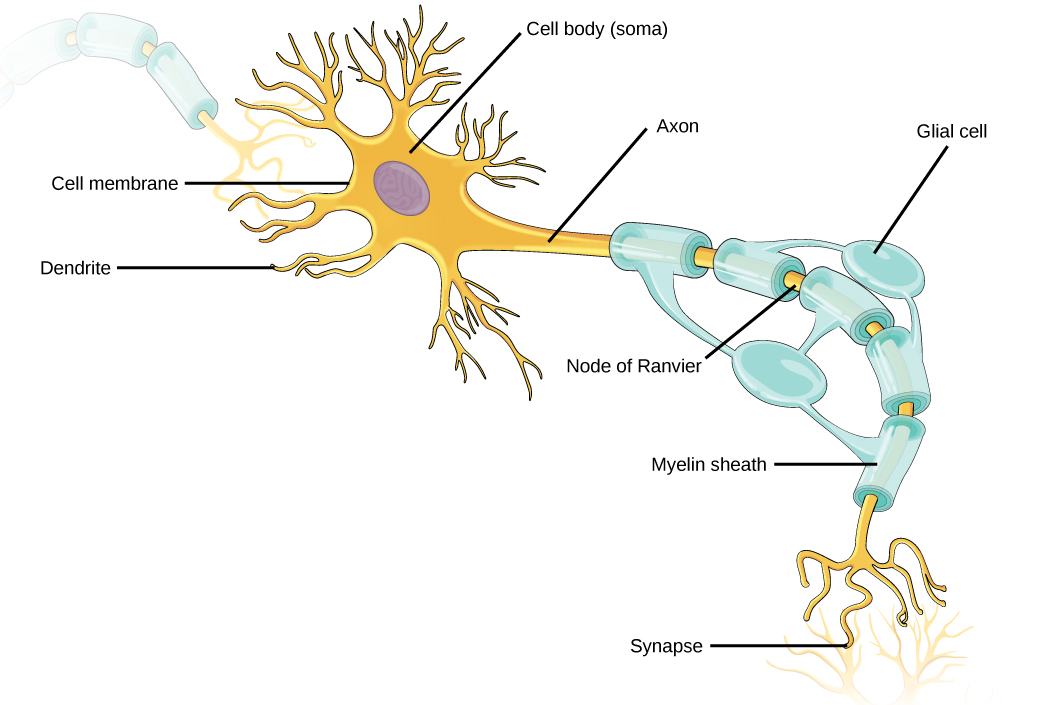 Cell body (soma)
Axon
Glial cell
Cell membrane
Dendrite
Node of Ranvier
Myelin sheath
Synapse